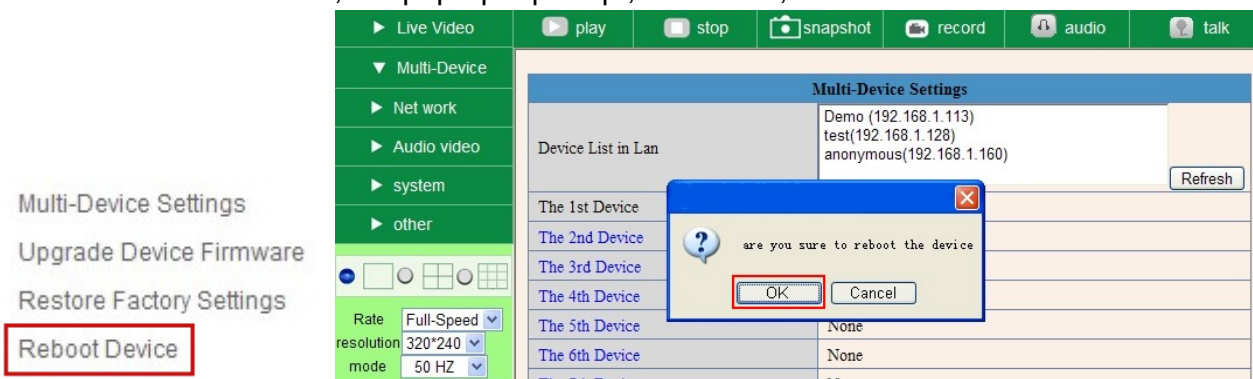 Multi-Device Settings
Upgrade Device Firmware
Restore Factory Settings
Reboot Device
Live Video
Multi-Device
Net work
Audio video
system
other
Rate Full-Speed
resolution 320*240
mode 50 HZ
play stop snapshot record audio talk
Multi-Device Settings
Device List in Lan
Demo (192.168.1.113)
test(192.168.1.128)
anonymous(192.168.1.160)
Refresh
The 1st Device
The 2nd Device
The 3rd Device
The 4th Device
The 5th Device None
The 6th Device None
are you sure to reboot the device
OK Cancel